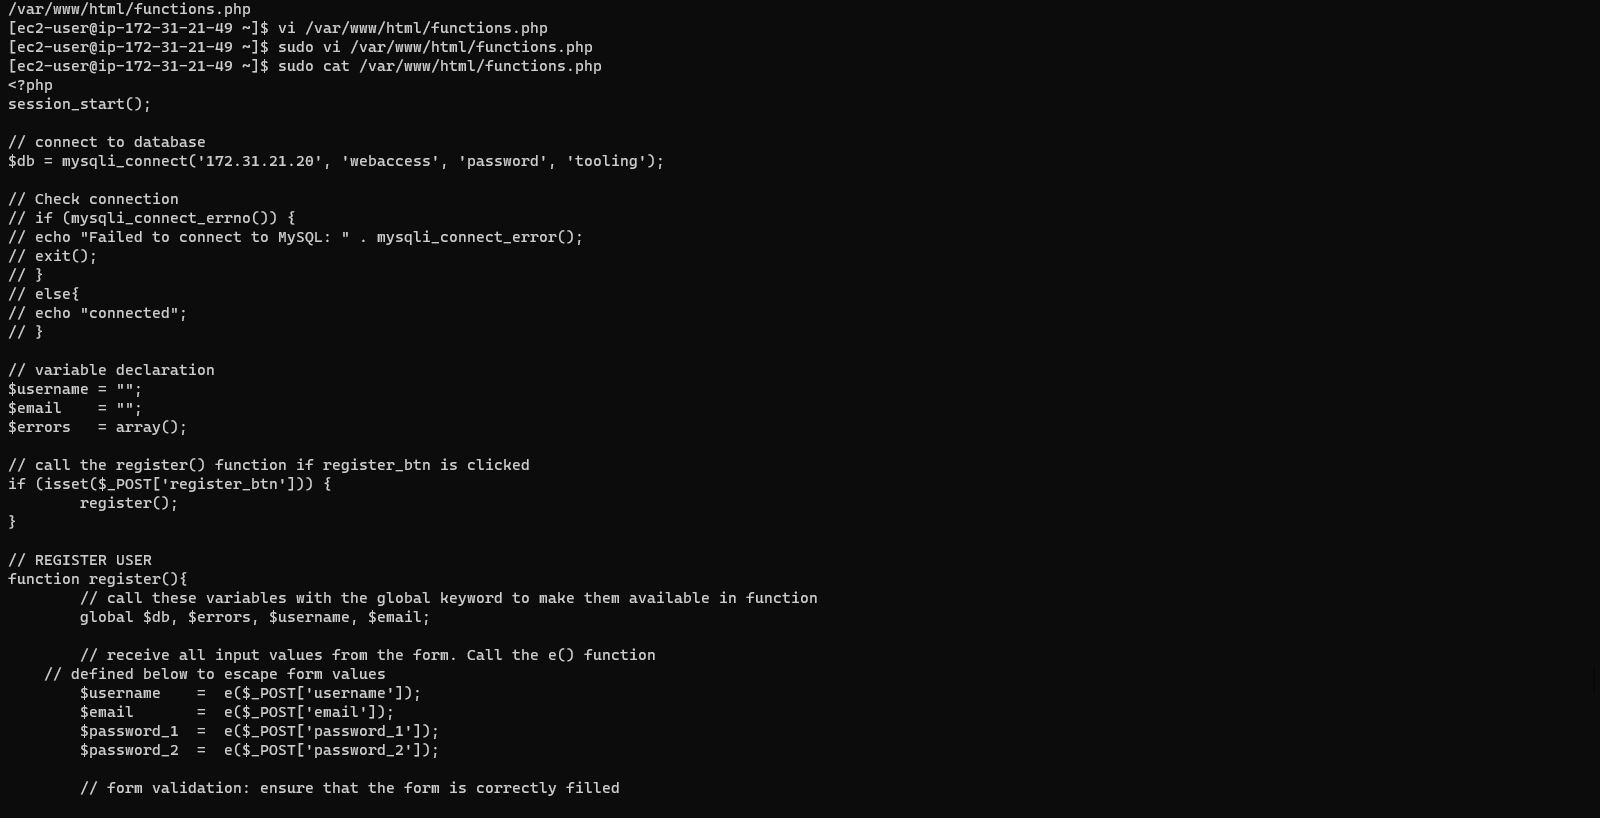 /var/www/html/functions.php
[ec2-user@ip-172-31-21-49 ~]$ vi /var/www/html/functions.php
[ec2-user@ip-172-31-21-49 ~]$ sudo vi /var/www/html/functions.php
[ec2-user@ip-172-31-21-49 ~]$ sudo cat /var/www/html/functions.php
<?php
session_start();

// connect to database
$db = mysqli_connect('172.31.21.20', 'webaccess', 'password', 'tooling');

// Check connection
// if (mysqli_connect_errno()) {
// echo "Failed to connect to MySQL: " . mysqli_connect_error();
// exit();
// }
// else{
// echo "connected";
// }

// variable declaration
$username = "";
$email    = "";
$errors   = array();

// call the register() function if register_btn is clicked
if (isset($_POST['register_btn'])) {
        register();
}

// REGISTER USER
function register(){
        // call these variables with the global keyword to make them available in function
        global $db, $errors, $username, $email;

        // receive all input values from the form. Call the e() function
    // defined below to escape form values
        $username    =  e($_POST['username']);
        $email       =  e($_POST['email']);
        $password_1  =  e($_POST['password_1']);
        $password_2  =  e($_POST['password_2']);

        // form validation: ensure that the form is correctly filled